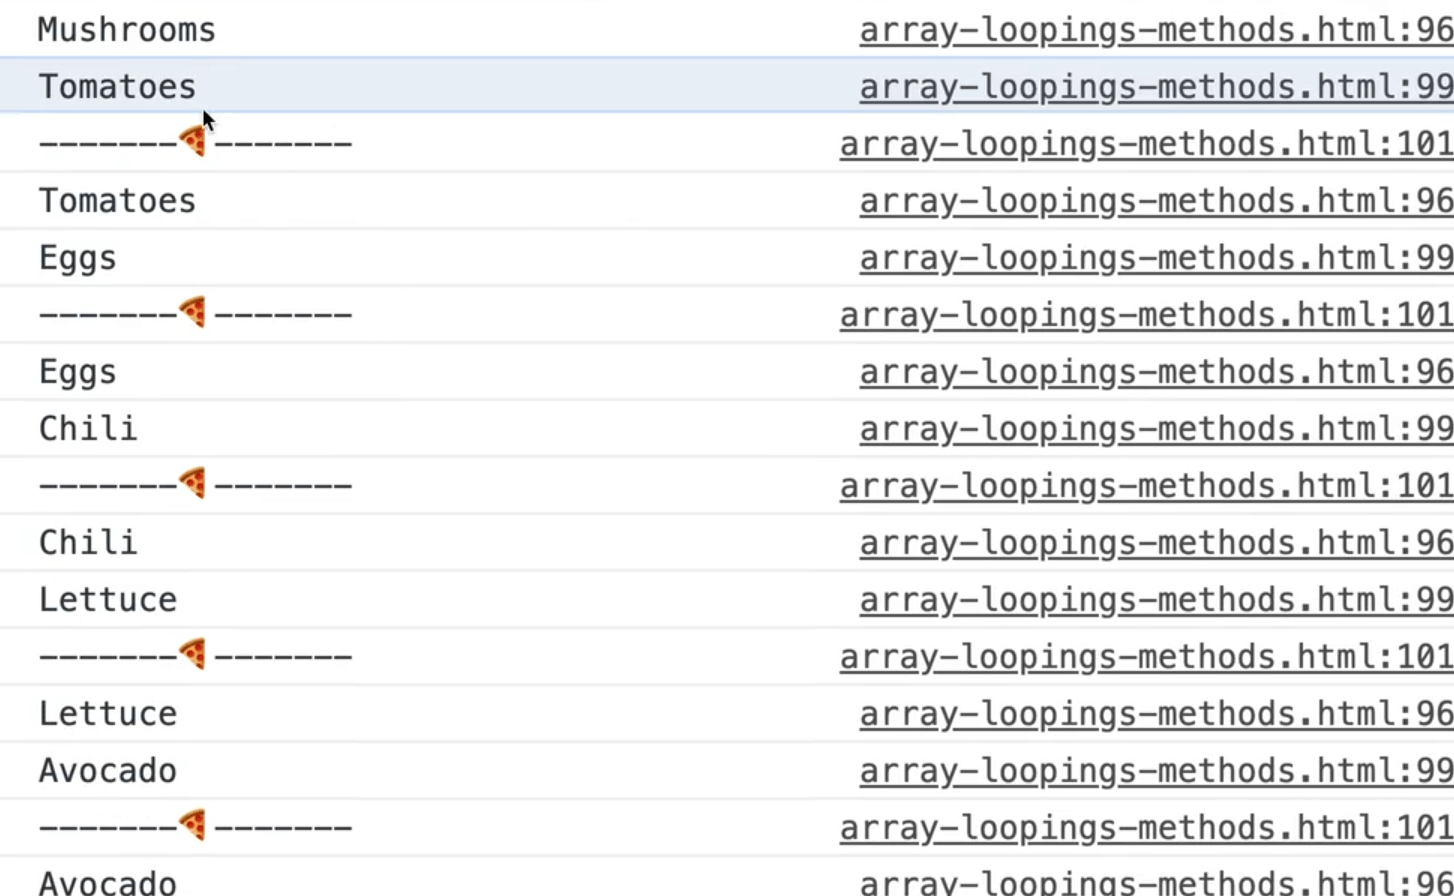 Mushrooms array-loopings-methods.html:96
Tomatoes array-loopings-methods.html:99
-------🍕------- array-loopings-methods.html:101
Tomatoes array-loopings-methods.html:96
Eggs array-loopings-methods.html:99
-------🍕------- array-loopings-methods.html:101
Eggs array-loopings-methods.html:96
Chili array-loopings-methods.html:99
-------🍕------- array-loopings-methods.html:101
Chili array-loopings-methods.html:96
Lettuce array-loopings-methods.html:99
-------🍕------- array-loopings-methods.html:101
Lettuce array-loopings-methods.html:96
Avocado array-loopings-methods.html:99
-------🍕------- array-loopings-methods.html:101
Avocado array-loopings-methods.html:96